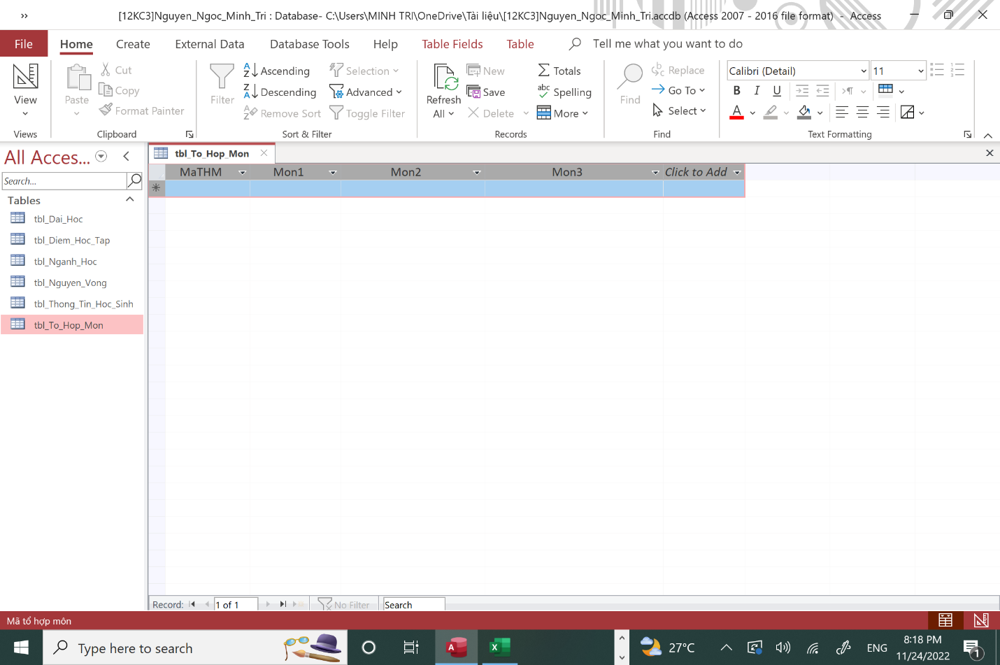 [12KC3]Nguyen_Ngoc_Minh_Tri : Database- C:\Users\MINH TRI\OneDrive\Tài liệu\[12KC3]Nguyen_Ngoc_Minh_Tri.accdb (Access 2007 - 2016 file format) - Access
File Home Create External Data Database Tools Help Table Fields Table Tell me what you want to do
View
Views
Paste
Cut
Copy
Format Painter
Clipboard
Filter
Ascending
Descending
Remove Sort
Selection
Advanced
Toggle Filter
Sort & Filter
Refresh
All
New
Save
Delete
Totals
Spelling
More
Records
Find
Replace
Go To
Select
Find
Calibri (Detail) 11
B I U
A
Text Formatting
All Acces...
Search...
Tables
tbl_Dai_Hoc
tbl_Diem_Hoc_Tap
tbl_Nganh_Hoc
tbl_Nguyen_Vong
tbl_Thong_Tin_Hoc_Sinh
tbl_To_Hop_Mon
tbl_To_Hop_Mon
MaTHM Mon1 Mon2 Mon3 Click to Add
Record: 1 of 1 No Filter Search
Mã tổ hợp môn
Type here to search
27°C
ENG
8:18 PM
11/24/2022
1